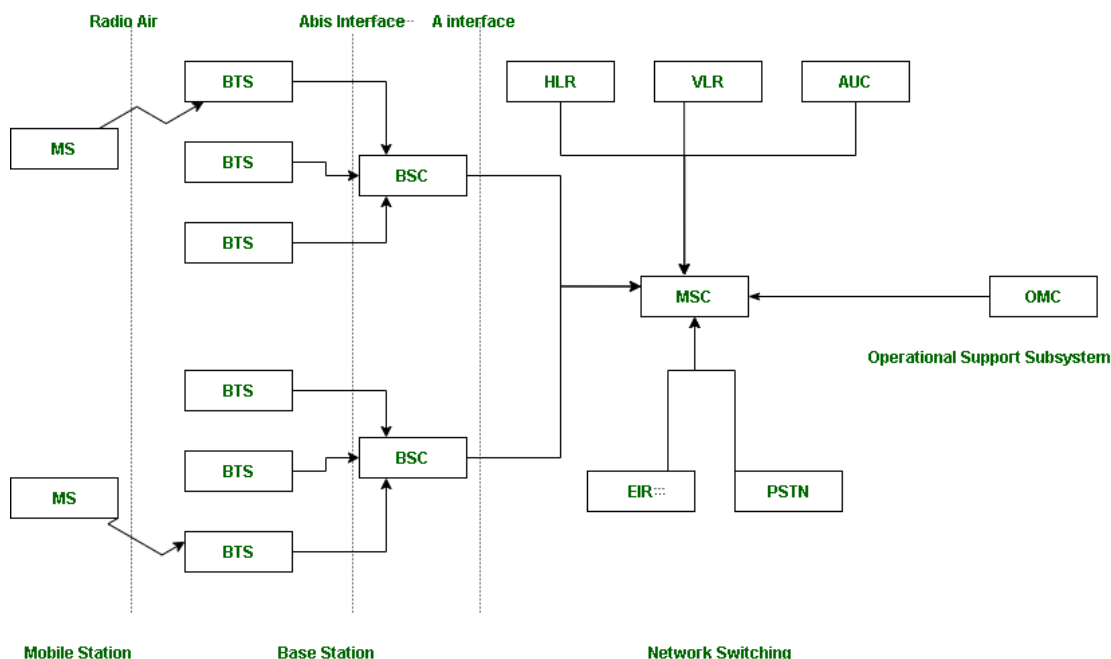 Radio Air
Abis Interface
A interface
BTS
HLR
VLR
AUC
MS
BTS
BSC
BTS
MSC
OMC
Operational Support Subsystem
BTS
BSC
BTS
MS
EIR
PSTN
BTS
Mobile Station
Base Station
Network Switching